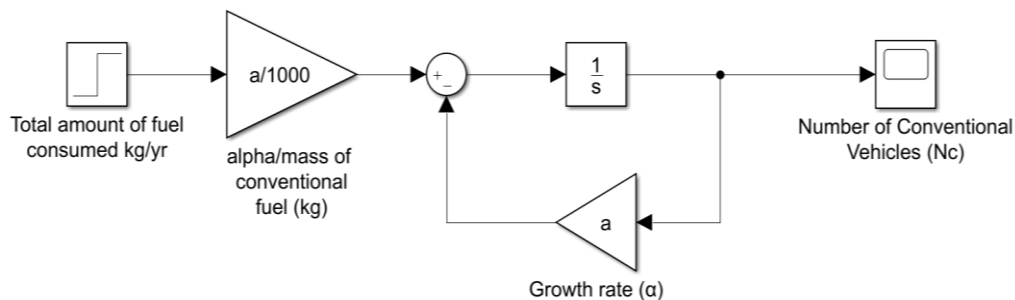 a/1000
+
−
1
s
Total amount of fuel
consumed kg/yr
alpha/mass of
conventional
fuel (kg)
Number of Conventional
Vehicles (Nc)
a
Growth rate (α)